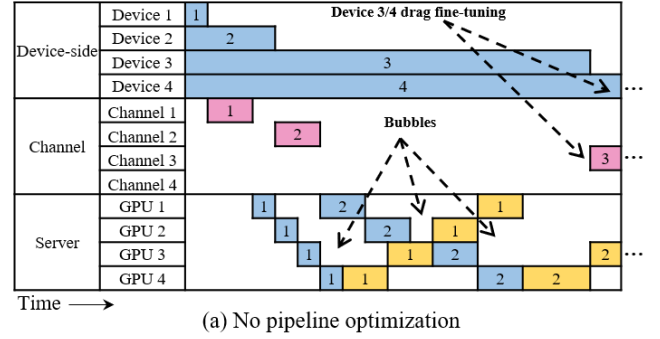 Device 1 1 Device 3/4 drag fine-tuning
Device-side Device 2 2
Device 3 3
Device 4 4 ...
Channel 1 1
Channel Channel 2 2 Bubbles
Channel 3 3 ...
Channel 4
GPU 1 1 2 1
Server GPU 2 1 2 1
GPU 3 1 1 2 2 ...
GPU 4 1 1 2 2
Time
(a) No pipeline optimization